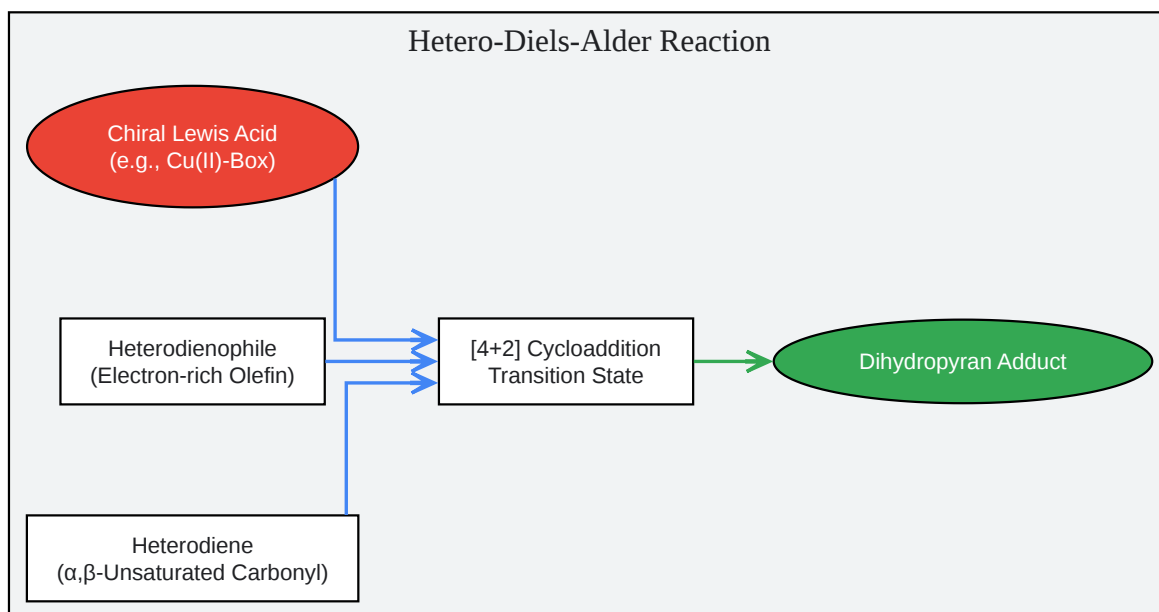 Hetero-Diels-Alder Reaction
Chiral Lewis Acid
(e.g., Cu(II)-Box)
Heterodienophile
(Electron-rich Olefin)
[4+2] Cycloaddition
Transition State
Dihydropyran Adduct
Heterodiene
(α,β-Unsaturated Carbonyl)